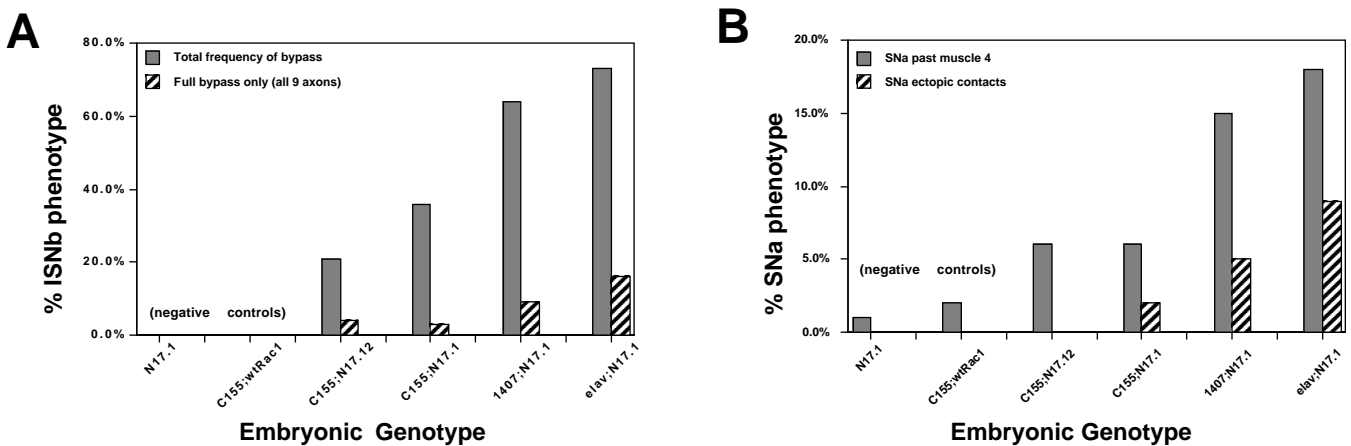 A
80.0%
60.0%
40.0%
20.0%
0.0%
% ISNb phenotype
Total frequency of bypass
Full bypass only (all 9 axons)
(negative controls)
N17.1
C155;wtRac1
C155;N17.12
C155;N17.1
1407;N17.1
elav;N17.1
Embryonic Genotype
B
20.0%
15.0%
10.0%
5.0%
0.0%
% SNa phenotype
SNa past muscle 4
SNa ectopic contacts
(negative controls)
N17.1
C155;wtRac1
C155;N17.12
C155;N17.1
1407;N17.1
elav;N17.1
Embryonic Genotype